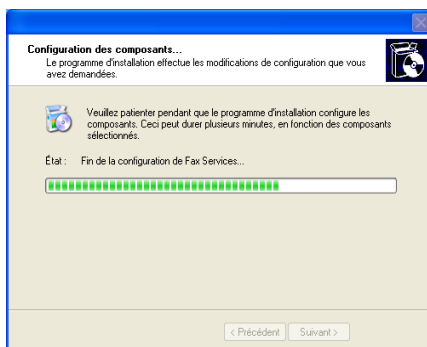 Configuration des composants...
Le programme d'installation effectue les modifications de configuration que vous
avez demandées.
Veuillez patienter pendant que le programme d'installation configure les
composants. Ceci peut durer plusieurs minutes, en fonction des composants
sélectionnés.
État : Fin de la configuration de Fax Services...
< Précédent Suivant >